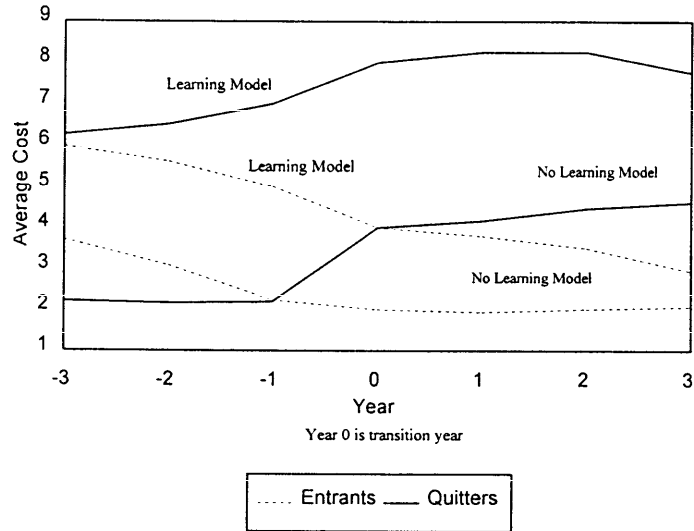 9
8
7
6
5
4
3
2
1
Average Cost
Learning Model
Learning Model
No Learning Model
No Learning Model
-3 -2 -1 0 1 2 3
Year
Year 0 is transition year
Entrants Quitters